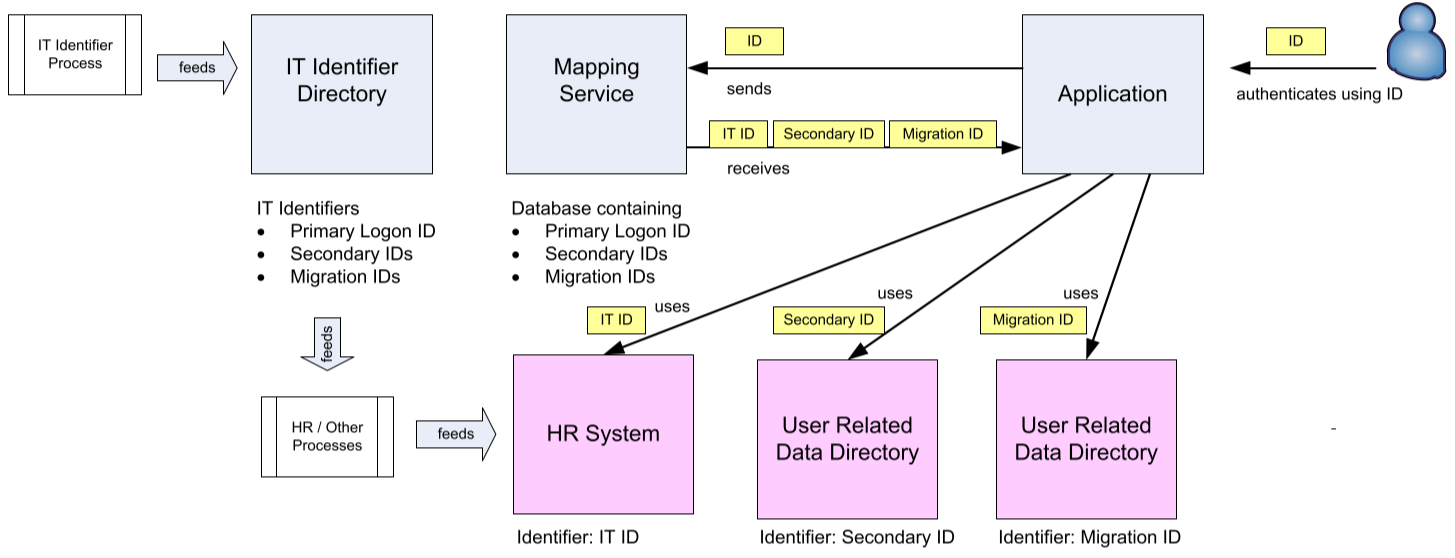 IT Identifier
Process
feeds
IT Identifier
Directory
Mapping
Service
ID
sends
IT ID
Secondary ID
Migration ID
receives
Application
ID
authenticates using ID
IT Identifiers
• Primary Logon ID
• Secondary IDs
• Migration IDs
Database containing
• Primary Logon ID
• Secondary IDs
• Migration IDs
feeds
IT ID
uses
Secondary ID
uses
Migration ID
uses
HR / Other
Processes
feeds
HR System
User Related
Data Directory
User Related
Data Directory
-
Identifier: IT ID
Identifier: Secondary ID
Identifier: Migration ID